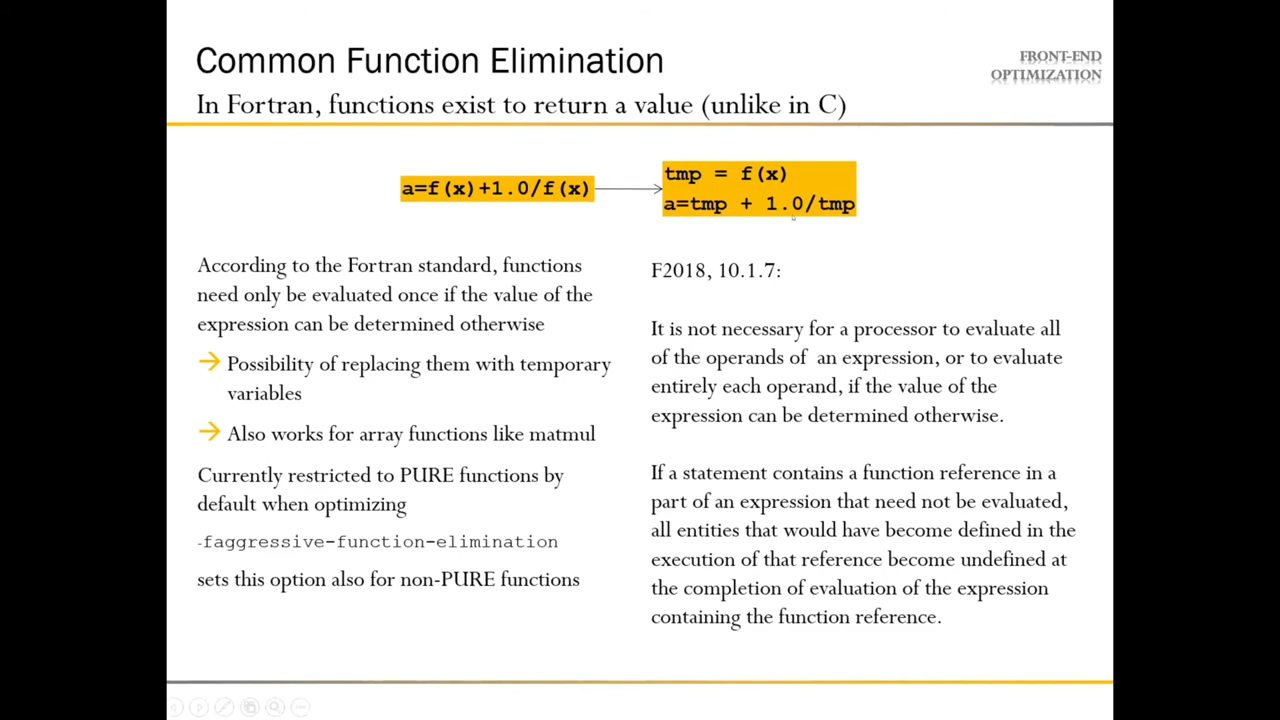 Common Function Elimination
FRONT-END
OPTIMIZATION
In Fortran, functions exist to return a value (unlike in C)
a=f(x)+1.0/f(x)
tmp = f(x)
a=tmp + 1.0/tmp
According to the Fortran standard, functions
need only be evaluated once if the value of the
expression can be determined otherwise
→ Possibility of replacing them with temporary
variables
→ Also works for array functions like matmul
Currently restricted to PURE functions by
default when optimizing
-faggressive-function-elimination
sets this option also for non-PURE functions
F2018, 10.1.7:
It is not necessary for a processor to evaluate all
of the operands of an expression, or to evaluate
entirely each operand, if the value of the
expression can be determined otherwise.
If a statement contains a function reference in a
part of an expression that need not be evaluated,
all entities that would have become defined in the
execution of that reference become undefined at
the completion of evaluation of the expression
containing the function reference.